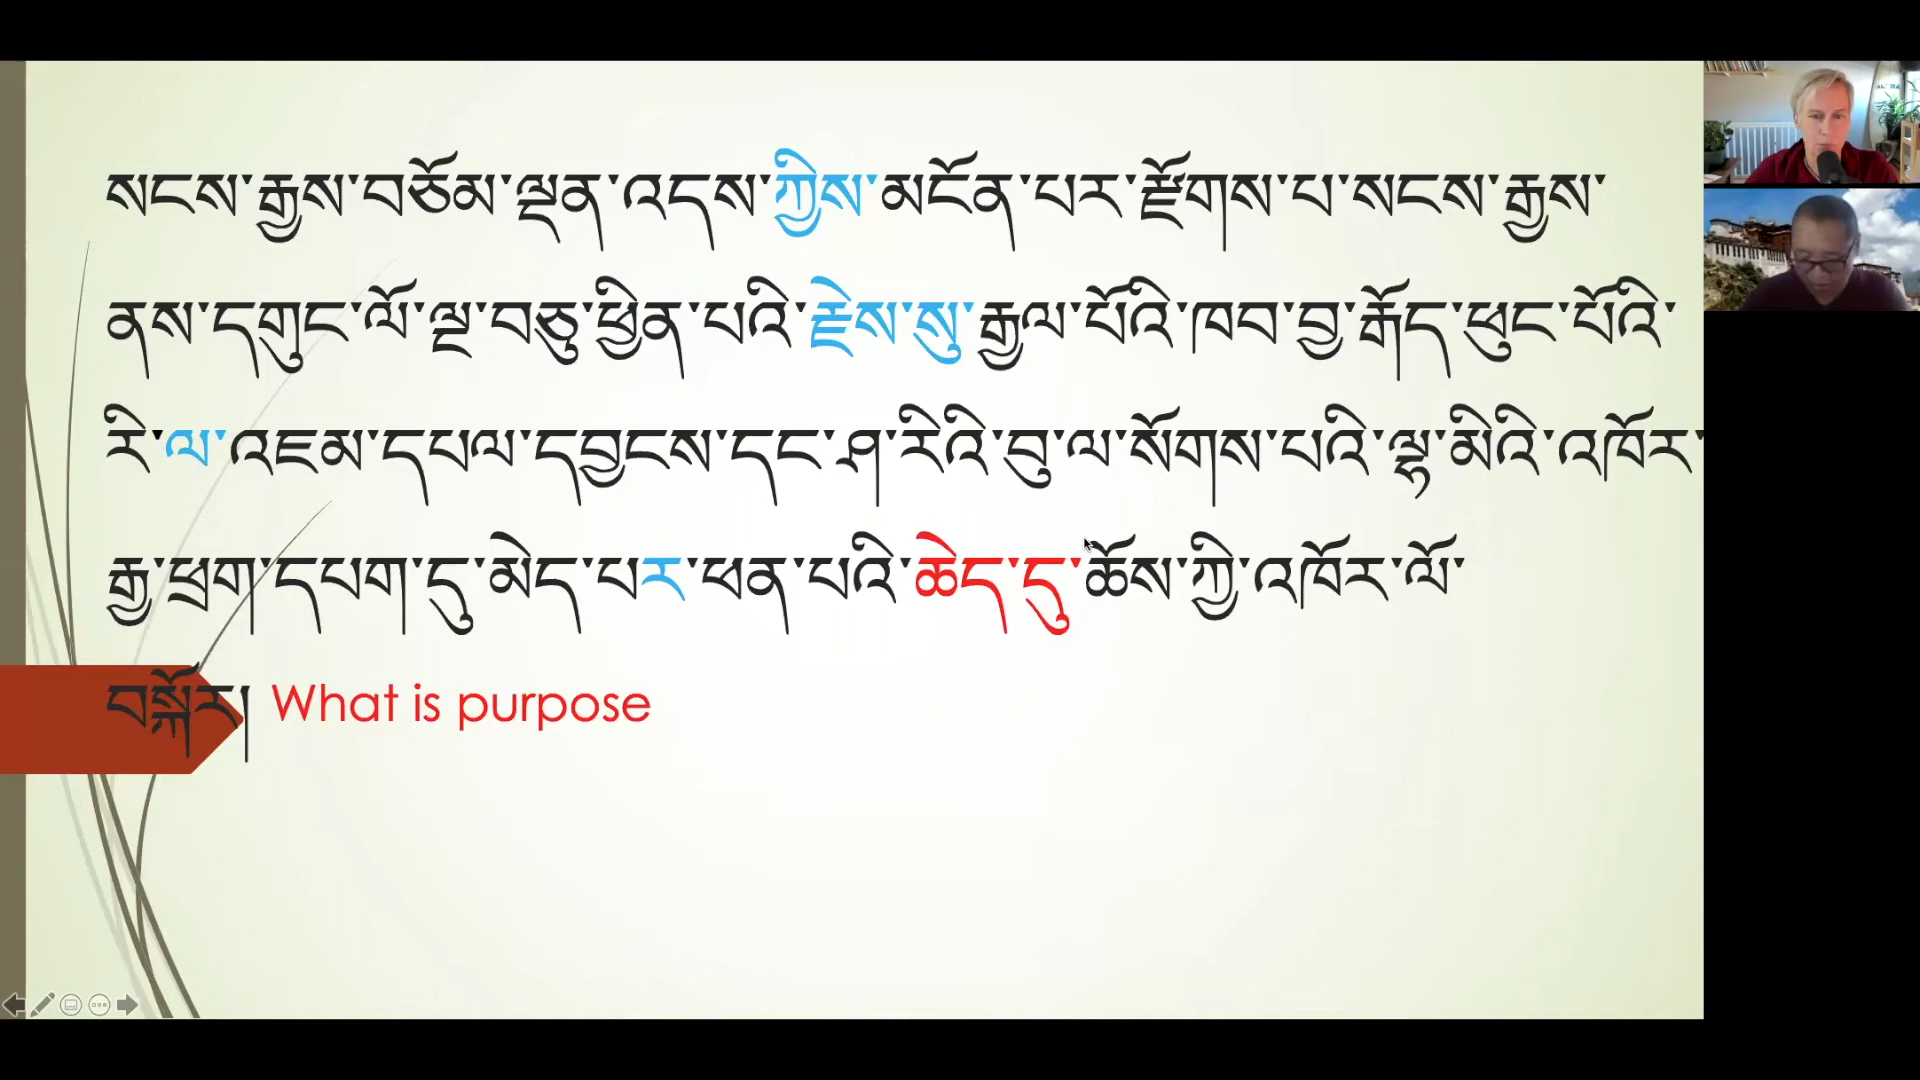 སངས་རྒྱས་བཅོམ་ལྡན་འདས་ཀྱིས་མངོན་པར་རྫོགས་པ་སངས་རྒྱས་
ནས་དགུང་ལོ་ལྔ་བཅུ་ཕྱིན་པའི་རྗེས་སུ་རྒྱལ་པོའི་ཁབ་བྱ་རྒོད་ཕུང་པོའི་
རི་ལ་འཇམ་དཔལ་དབྱངས་དང་ཤ་རིའི་བུ་ལ་སོགས་པའི་ལྷ་མིའི་འཁོར་
རྒྱ་ཕྲག་དཔག་ཏུ་མེད་པར་ཕན་པའི་ཆེད་དུ་ཆོས་ཀྱི་འཁོར་ལོ་
བསྐོར། What is purpose